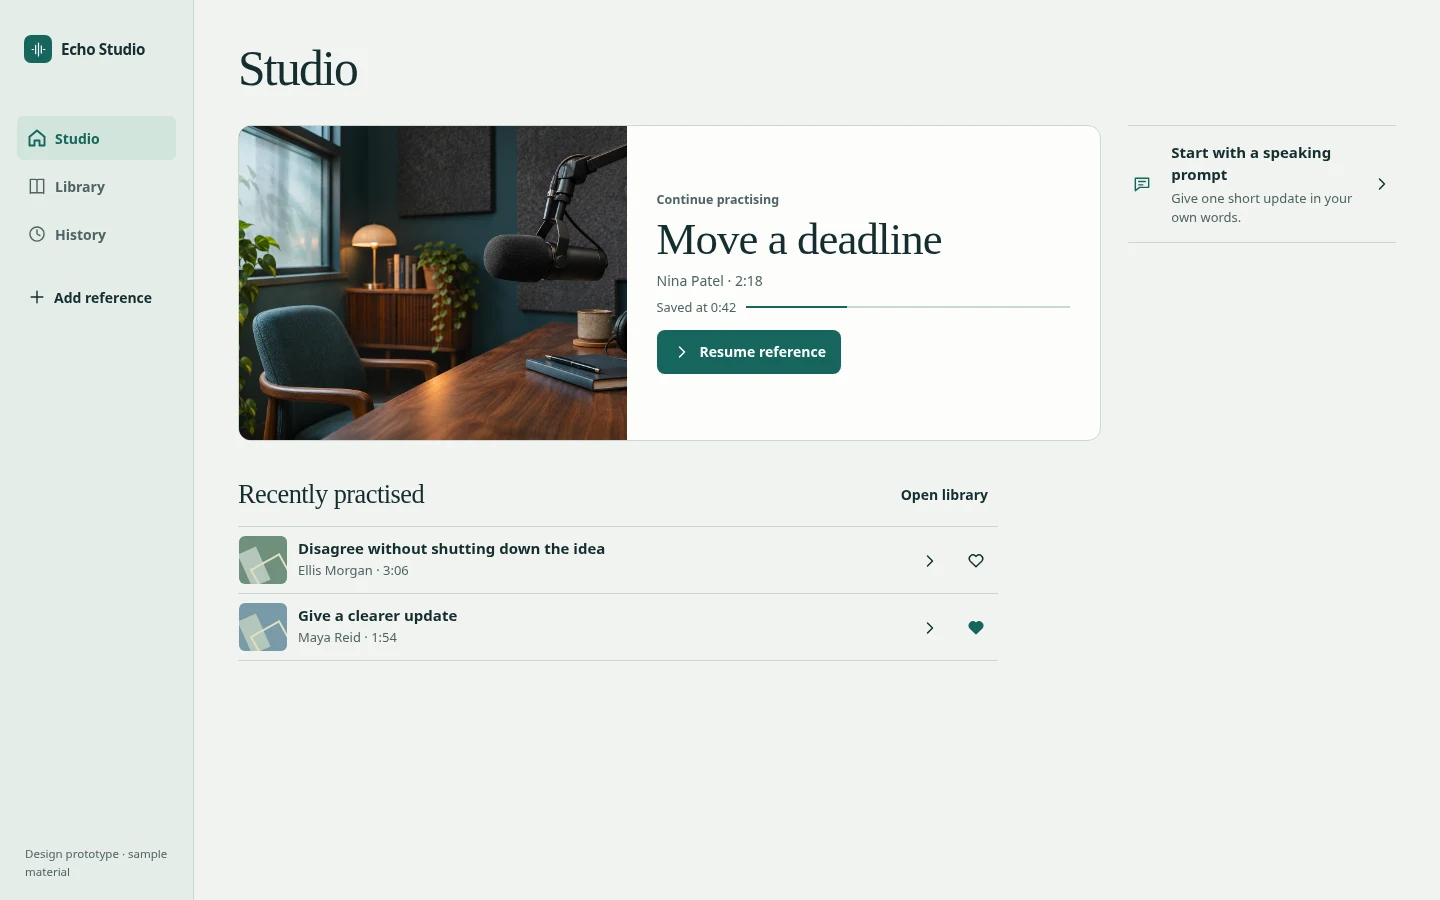 Echo Studio
Studio
Library
History
Add reference
Design prototype · sample
material
Studio
Continue practising
Move a deadline
Nina Patel · 2:18
Saved at 0:42
Resume reference
Start with a speaking
prompt
Give one short update in your
own words.
Recently practised
Open library
Disagree without shutting down the idea
Ellis Morgan · 3:06
Give a clearer update
Maya Reid · 1:54